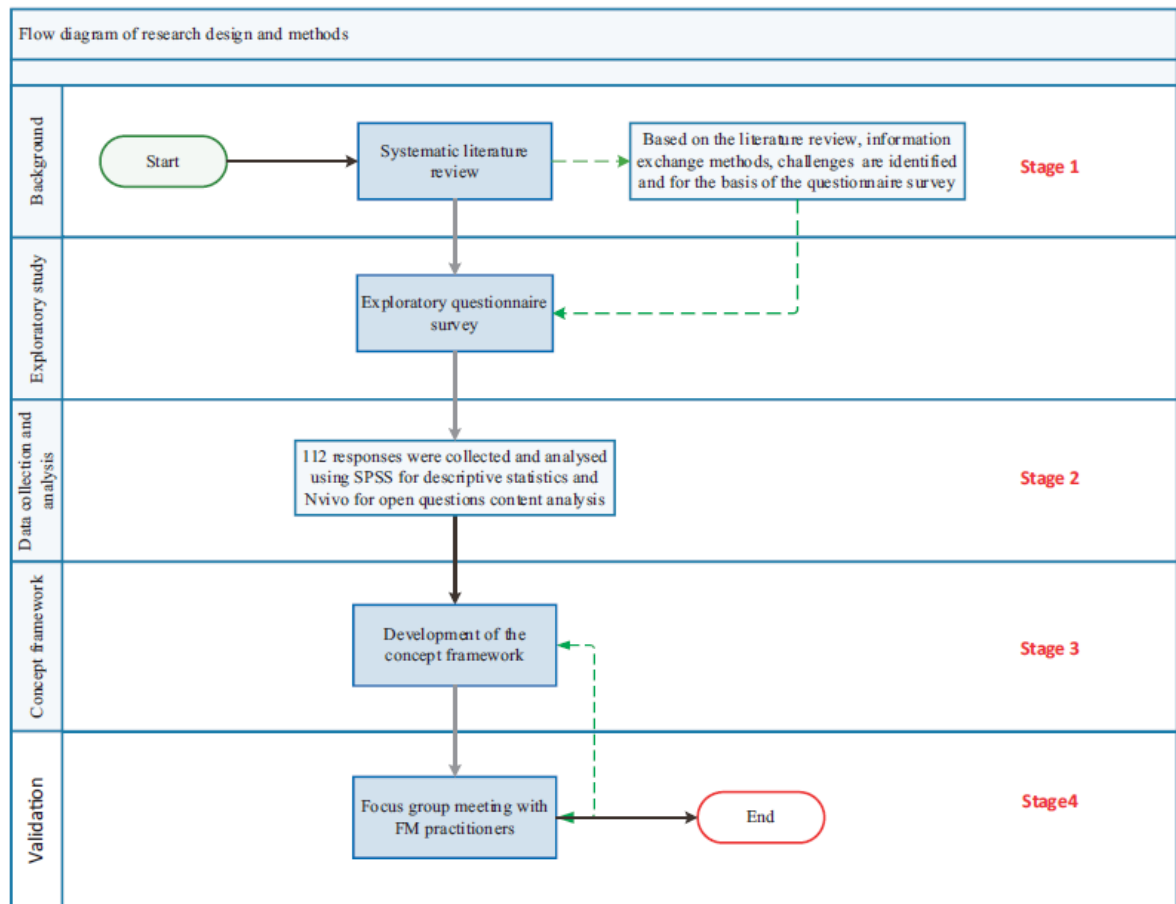 Flow diagram of research design and methods
Background
Start
Systematic literature
review
Based on the literature review, information
exchange methods, challenges are identified
and for the basis of the questionnaire survey
Stage 1
Exploratory study
Exploratory questionnaire
survey
Data collection and
analysis
112 responses were collected and analysed
using SPSS for descriptive statistics and
Nvivo for open questions content analysis
Stage 2
Concept framework
Development of the
concept framework
Stage 3
Validation
Focus group meeting with
FM practitioners
End
Stage4